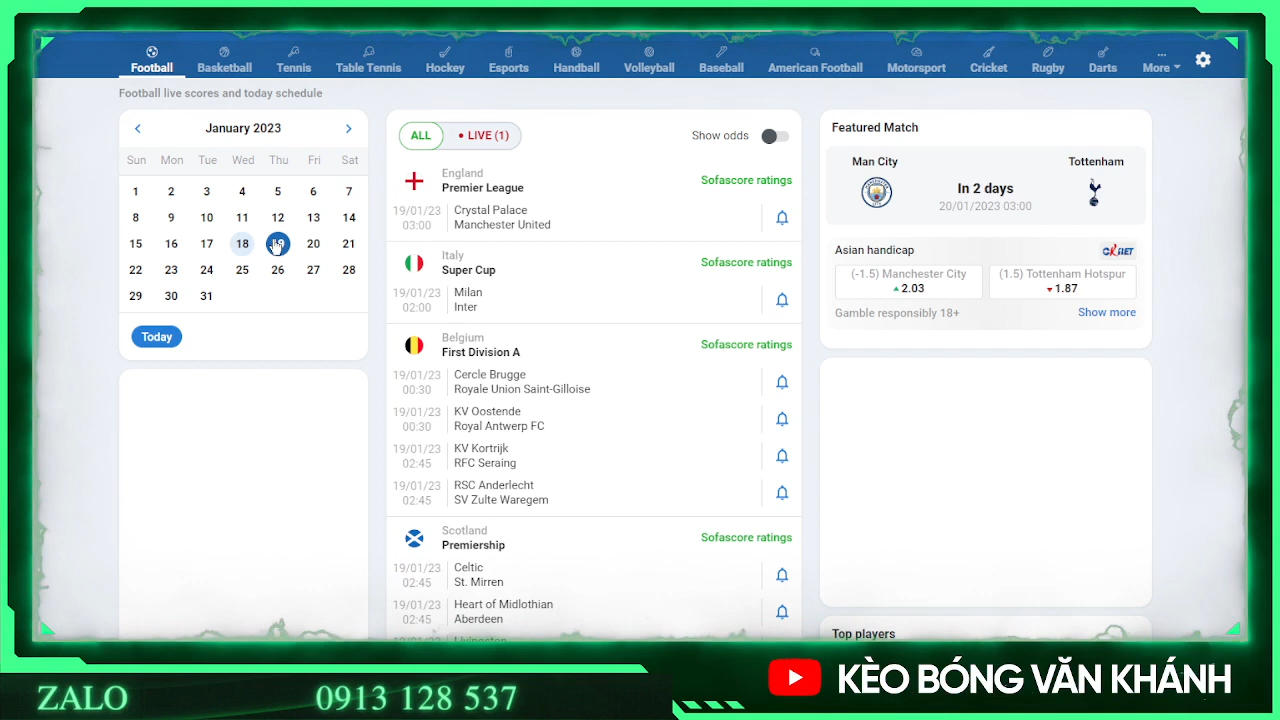 Football
Basketball
Tennis
Table Tennis
Hockey
Esports
Handball
Volleyball
Baseball
American Football
Motorsport
Cricket
Rugby
Darts
More
Football live scores and today schedule
January 2023
Sun Mon Tue Wed Thu Fri Sat
1 2 3 4 5 6 7
8 9 10 11 12 13 14
15 16 17 18 19 20 21
22 23 24 25 26 27 28
29 30 31
Today
ALL
• LIVE (1)
Show odds
England
Premier League
Sofascore ratings
19/01/23
03:00
Crystal Palace
Manchester United
Italy
Super Cup
Sofascore ratings
19/01/23
02:00
Milan
Inter
Belgium
First Division A
Sofascore ratings
19/01/23
00:30
Cercle Brugge
Royale Union Saint-Gilloise
19/01/23
00:30
KV Oostende
Royal Antwerp FC
19/01/23
02:45
KV Kortrijk
RFC Seraing
19/01/23
02:45
RSC Anderlecht
SV Zulte Waregem
Scotland
Premiership
Sofascore ratings
19/01/23
02:45
Celtic
St. Mirren
19/01/23
02:45
Heart of Midlothian
Aberdeen
Featured Match
Man City
Tottenham
In 2 days
20/01/2023 03:00
Asian handicap
(-1.5) Manchester City
2.03
(1.5) Tottenham Hotspur
1.87
Gamble responsibly 18+
Show more
Top players
ZALO
0913 128 537
KÈO BÓNG VĂN KHÁNH